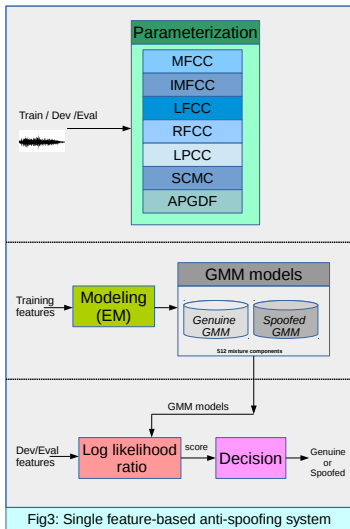 Parameterization
MFCC
IMFCC
LFCC
RFCC
LPCC
SCMC
APGDF
Train / Dev /Eval
GMM models
Training
features
Modeling
(EM)
Genuine
GMM
Spoofed
GMM
512 mixture components
GMM models
Dev/Eval
features
Log likelihood
ratio
score
Decision
Genuine
or
Spoofed
Fig3: Single feature-based anti-spoofing system